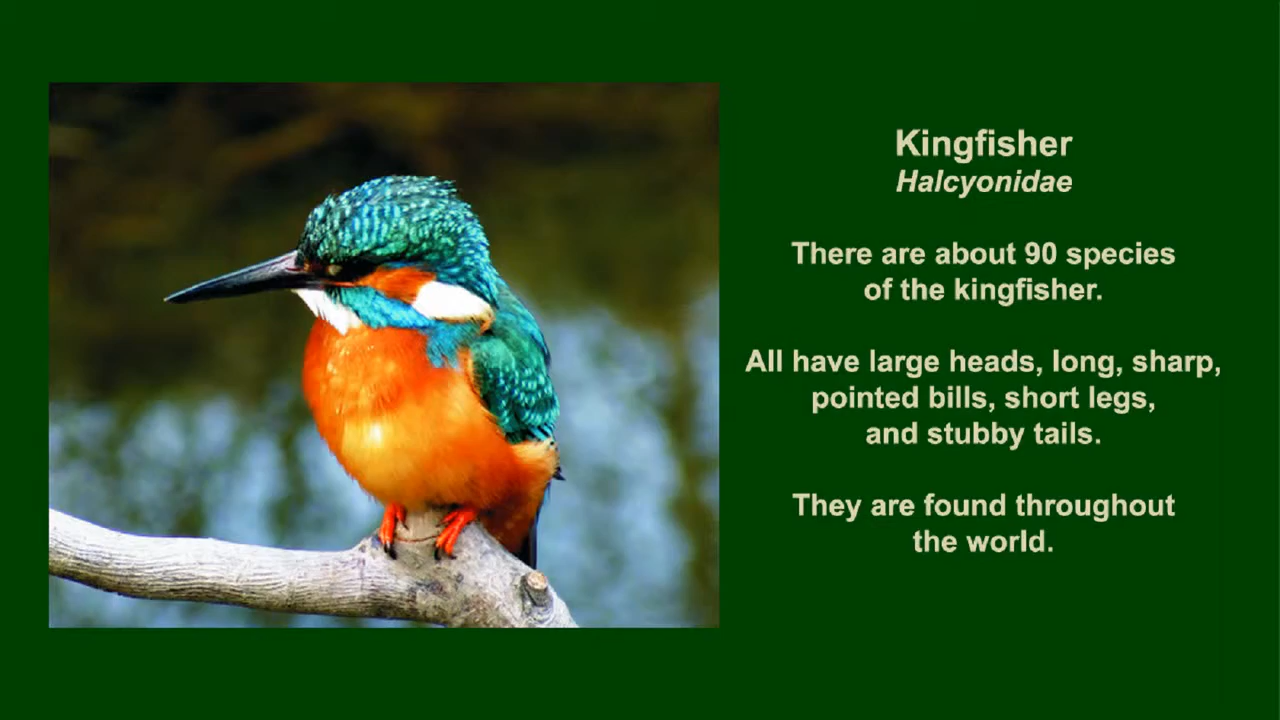 Kingfisher
Halcyonidae
There are about 90 species
of the kingfisher.
All have large heads, long, sharp,
pointed bills, short legs,
and stubby tails.
They are found throughout
the world.